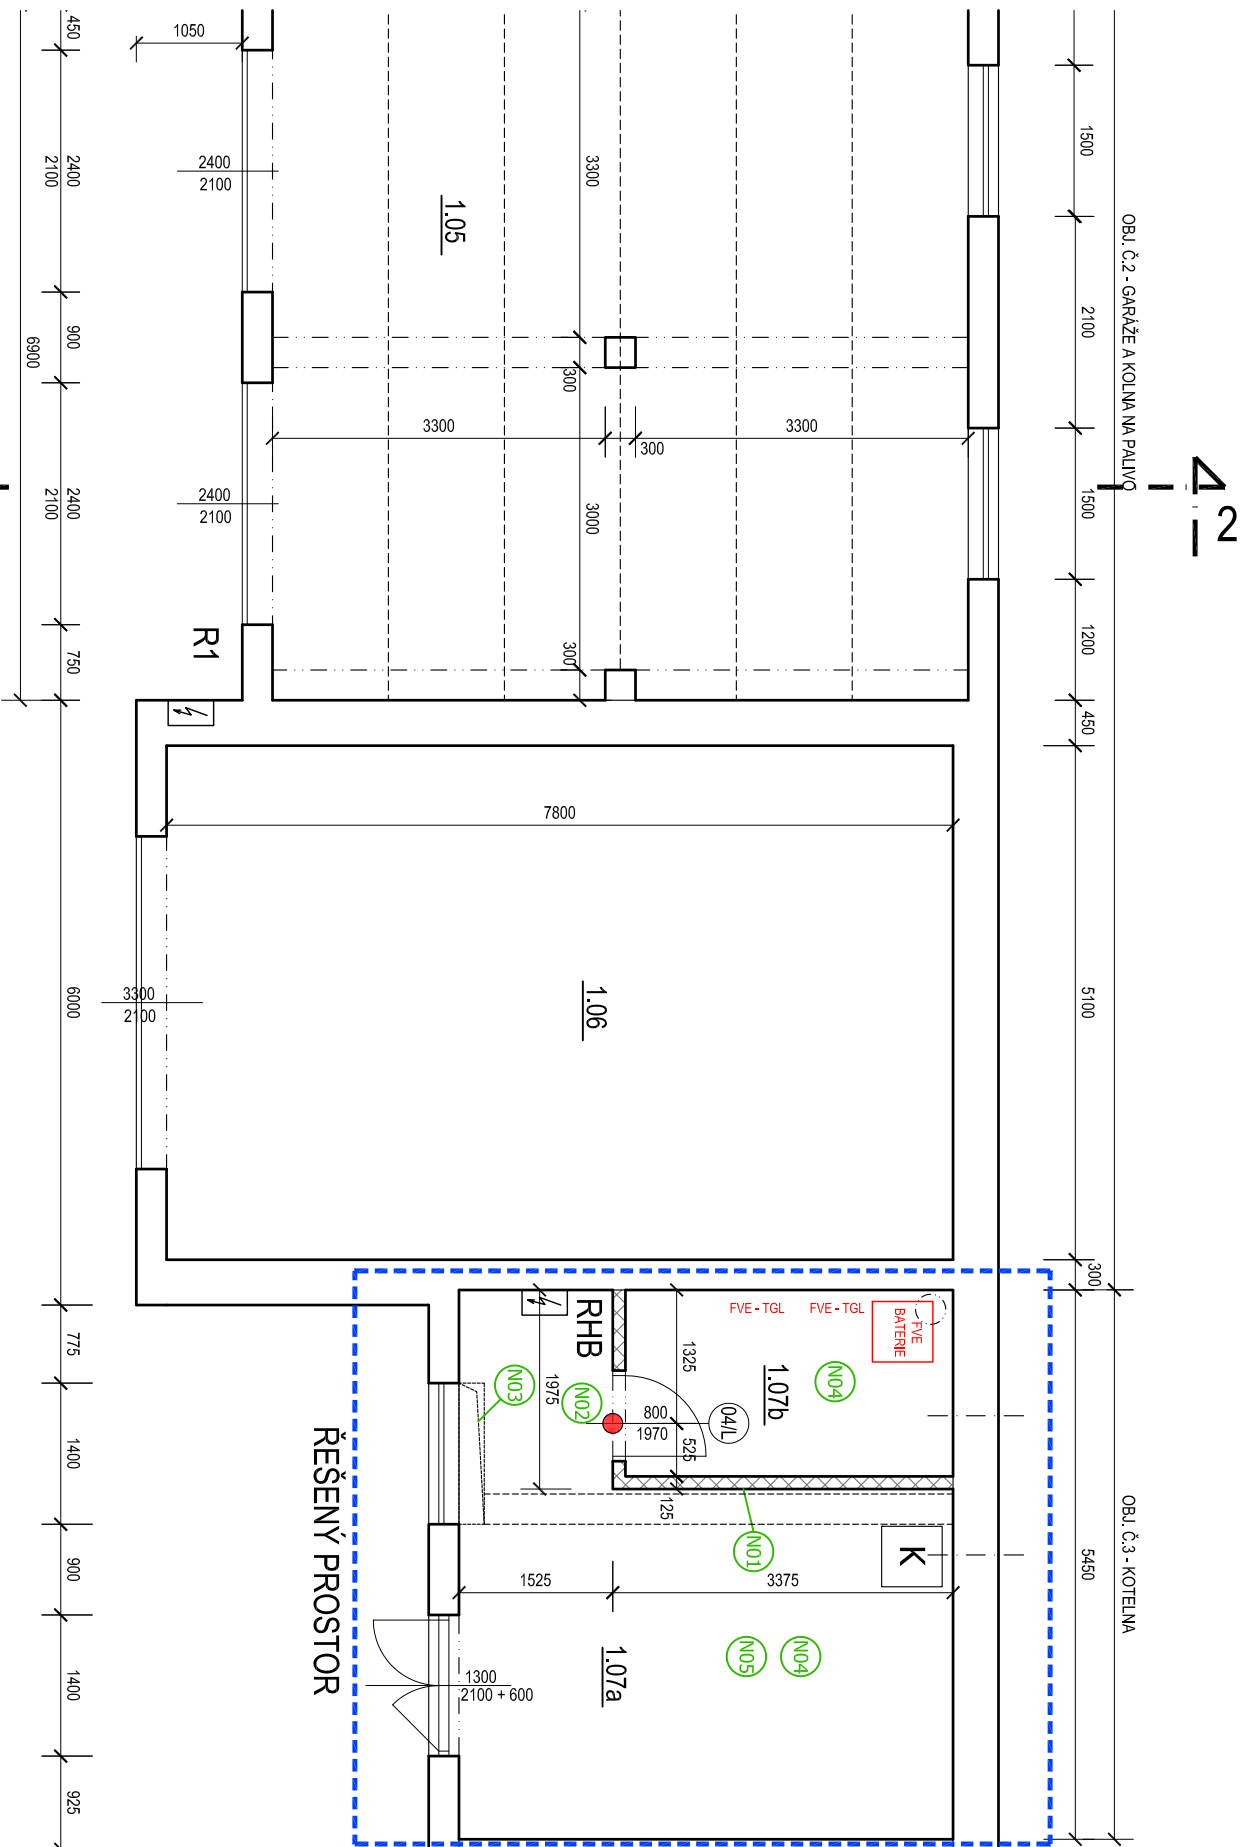 450
1050
2400
2100
2400
2100
900
6900
2400
2100
2400
2100
750
R1
1.05
3300
300
3300
300
3300
3000
300
1500
2100
1500
1200
450
OBJ. Č.2 - GARÁŽE A KOLNA NA PALIVO
2
7800
1.06
3300
2100
6000
5100
300
RHB
FVE - TGL
FVE - TGL
FVE
BATERIE
1325
1.07b
N04
N03
1975
N02
800
1970
04/L
525
125
N01
K
1525
3375
N05
N04
1.07a
1300
2100 + 600
ŘEŠENÝ PROSTOR
775
1400
900
1400
925
5450
OBJ. Č.3 - KOTELNA